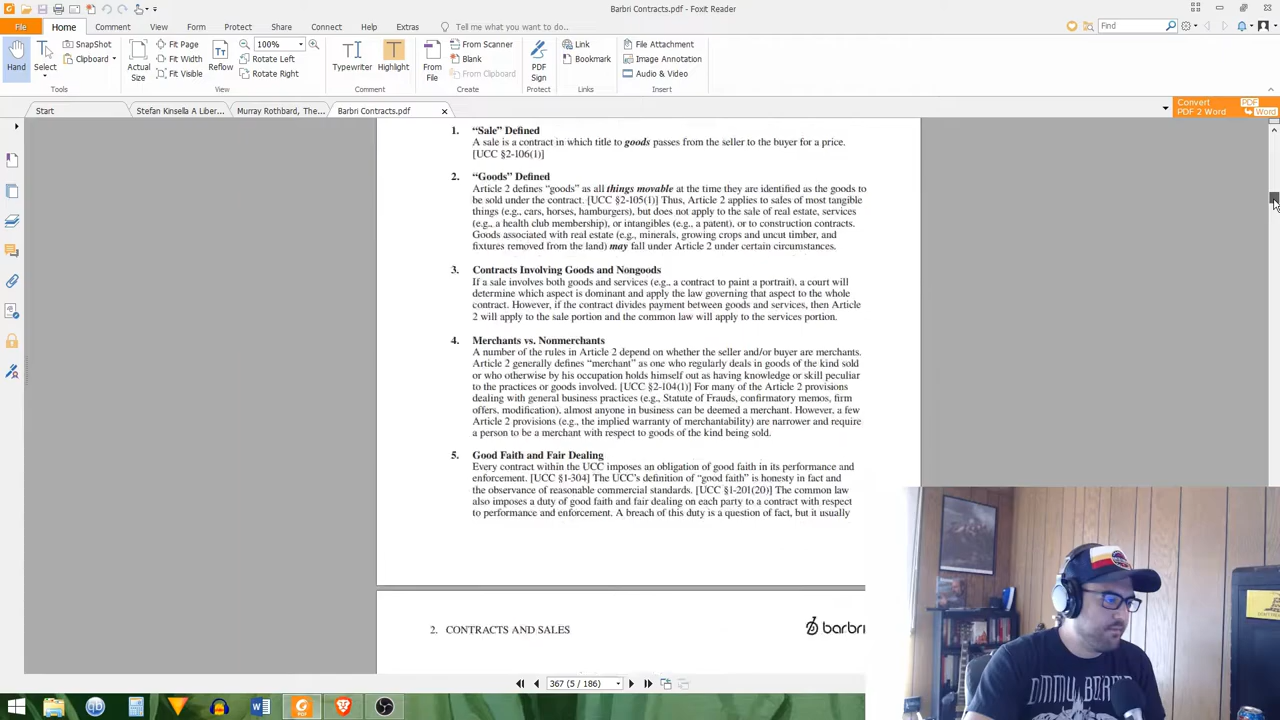 Barbri Contracts.pdf - Foxit Reader
File
Home
Comment
View
Form
Protect
Share
Connect
Help
Extras
Tell me what you want to do...
Find
Hand
Select
SnapShot
Clipboard
Tools
Actual
Size
Fit Page
Fit Width
Fit Visible
Reflow
100%
Rotate Left
Rotate Right
View
Typewriter
Highlight
Comment
From
File
From Scanner
Blank
From Clipboard
Create
PDF
Sign
Protect
Link
Bookmark
Links
File Attachment
Image Annotation
Audio & Video
Insert
Start
Stefan Kinsella A Liber...
Murray Rothbard, The...
Barbri Contracts.pdf
Convert
PDF 2 Word
PDF
Word
1. “Sale” Defined
A sale is a contract in which title to goods passes from the seller to the buyer for a price.
[UCC §2-106(1)]
2. “Goods” Defined
Article 2 defines “goods” as all things movable at the time they are identified as the goods to
be sold under the contract. [UCC §2-105(1)] Thus, Article 2 applies to sales of most tangible
things (e.g., cars, horses, hamburgers), but does not apply to the sale of real estate, services
(e.g., a health club membership), or intangibles (e.g., a patent), or to construction contracts.
Goods associated with real estate (e.g., minerals, growing crops and uncut timber, and
fixtures removed from the land) may fall under Article 2 under certain circumstances.
3. Contracts Involving Goods and Nongoods
If a sale involves both goods and services (e.g., a contract to paint a portrait), a court will
determine which aspect is dominant and apply the law governing that aspect to the whole
contract. However, if the contract divides payment between goods and services, then Article
2 will apply to the sale portion and the common law will apply to the services portion.
4. Merchants vs. Nonmerchants
A number of the rules in Article 2 depend on whether the seller and/or buyer are merchants.
Article 2 generally defines “merchant” as one who regularly deals in goods of the kind sold
or who otherwise by his occupation holds himself out as having knowledge or skill peculiar
to the practices or goods involved. [UCC §2-104(1)] For many of the Article 2 provisions
dealing with general business practices (e.g., Statute of Frauds, confirmatory memos, firm
offers, modification), almost anyone in business can be deemed a merchant. However, a few
Article 2 provisions (e.g., the implied warranty of merchantability) are narrower and require
a person to be a merchant with respect to goods of the kind being sold.
5. Good Faith and Fair Dealing
Every contract within the UCC imposes an obligation of good faith in its performance and
enforcement. [UCC §1-304] The UCC’s definition of “good faith” is honesty in fact and
the observance of reasonable commercial standards. [UCC §1-201(20)] The common law
also imposes a duty of good faith and fair dealing on each party to a contract with respect
to performance and enforcement. A breach of this duty is a question of fact, but it usually
2. CONTRACTS AND SALES
barbri
367 (5 / 186)